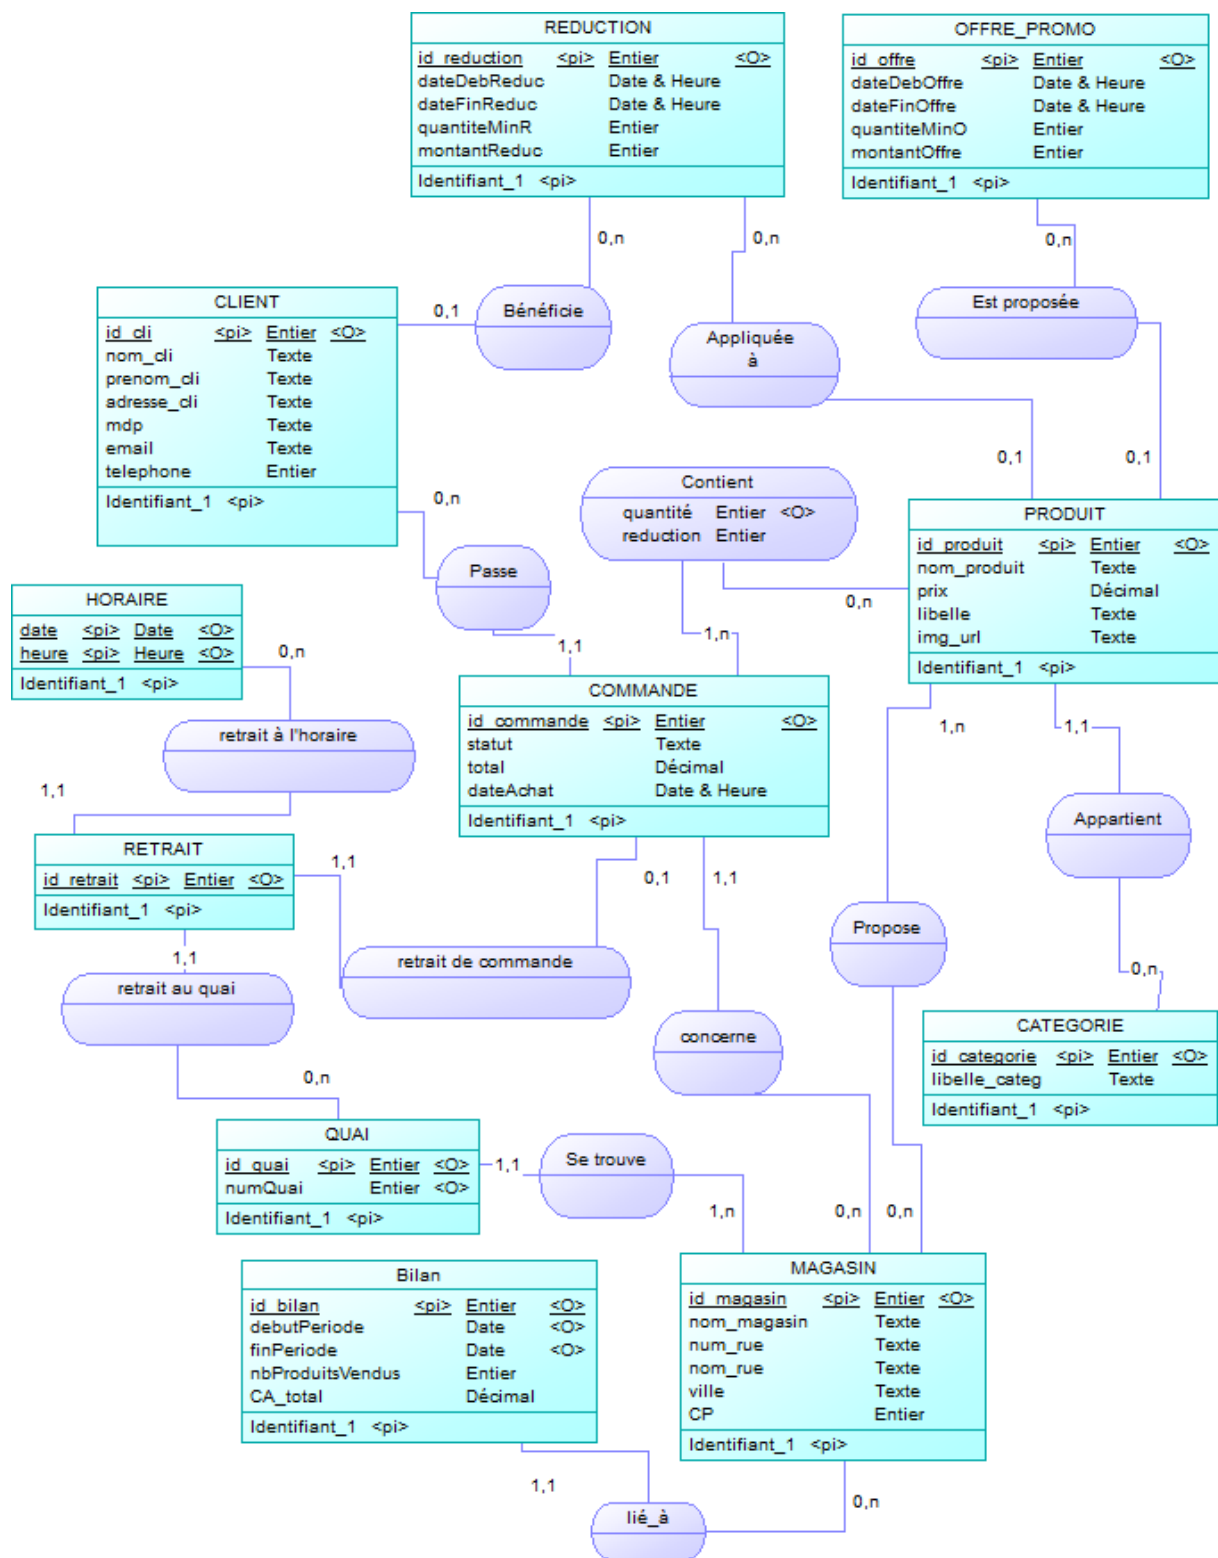 REDUCTION
id_reduction <pi> Entier <O>
dateDebReduc Date & Heure
dateFinReduc Date & Heure
quantiteMinR Entier
montantReduc Entier
Identifiant_1 <pi>
OFFRE_PROMO
id_offre <pi> Entier <O>
dateDebOffre Date & Heure
dateFinOffre Date & Heure
quantiteMinO Entier
montantOffre Entier
Identifiant_1 <pi>
0,n
0,n
0,n
CLIENT
id_cli <pi> Entier <O>
nom_cli Texte
prenom_cli Texte
adresse_cli Texte
mdp Texte
email Texte
telephone Entier
Identifiant_1 <pi>
0,1
Bénéficie
Appliquée
à
Est proposée
0,1
0,1
0,n
Contient
quantité Entier <O>
reduction Entier
PRODUIT
id_produit <pi> Entier <O>
nom_produit Texte
prix Décimal
libelle Texte
img_url Texte
Identifiant_1 <pi>
0,n
Passe
HORAIRE
date <pi> Date <O>
heure <pi> Heure <O>
Identifiant_1 <pi>
0,n
1,1
1,n
COMMANDE
id_commande <pi> Entier <O>
statut Texte
total Décimal
dateAchat Date & Heure
Identifiant_1 <pi>
retrait à l'horaire
1,1
1,n
1,1
Appartient
RETRAIT
id_retrait <pi> Entier <O>
Identifiant_1 <pi>
1,1
0,1
1,1
Propose
1,1
retrait au quai
retrait de commande
0,n
concerne
CATEGORIE
id_categorie <pi> Entier <O>
libelle_categ Texte
Identifiant_1 <pi>
0,n
QUAI
id_quai <pi> Entier <O>
numQuai Entier <O>
Identifiant_1 <pi>
1,1
Se trouve
1,n
0,n
0,n
Bilan
id_bilan <pi> Entier <O>
debutPeriode Date <O>
finPeriode Date <O>
nbProduitsVendus Entier
CA_total Décimal
Identifiant_1 <pi>
MAGASIN
id_magasin <pi> Entier <O>
nom_magasin Texte
num_rue Texte
nom_rue Texte
ville Texte
CP Entier
Identifiant_1 <pi>
1,1
0,n
lié_à